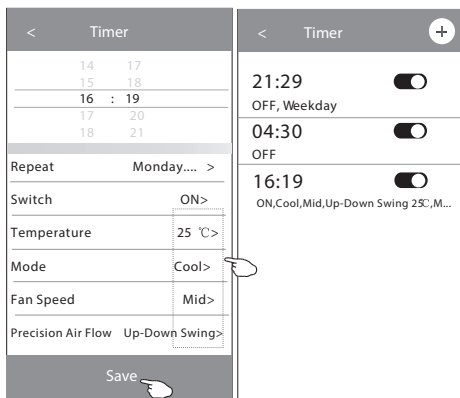 < Timer
14 17
15 18
16 : 19
17 20
18 21
Repeat Monday.... >
Switch ON>
Temperature 25 ℃>
Mode Cool>
Fan Speed Mid>
Precision Air Flow Up-Down Swing>
Save
< Timer +
21:29
OFF, Weekday
04:30
OFF
16:19
ON,Cool,Mid,Up-Down Swing 25℃,M...